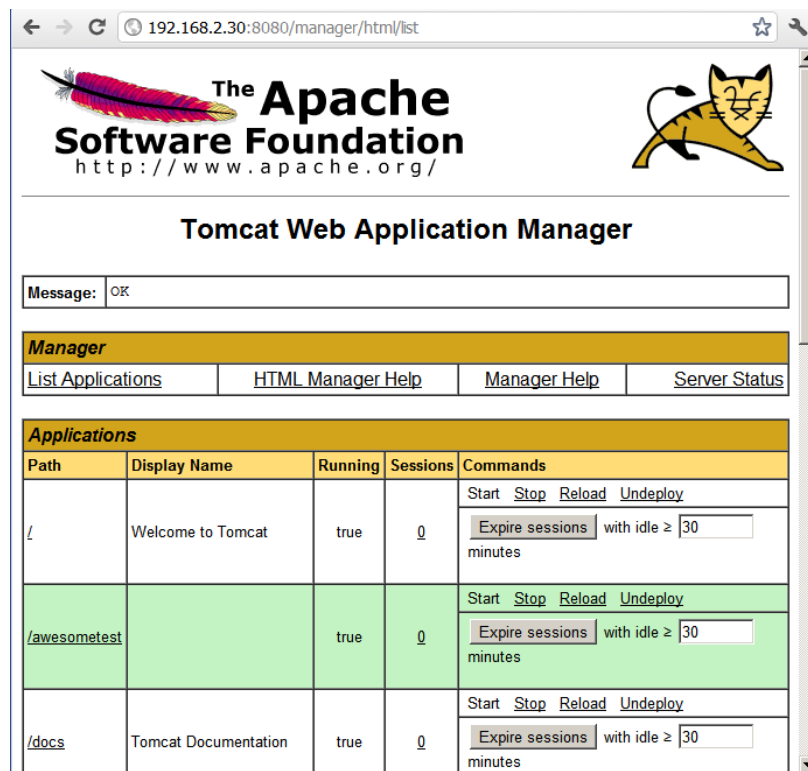 192.168.2.30:8080/manager/html/list
The Apache
Software Foundation
http://www.apache.org/
Tomcat Web Application Manager
Message: OK
Manager
List Applications HTML Manager Help Manager Help Server Status
Applications
Path Display Name Running Sessions Commands
Start Stop Reload Undeploy
/ Welcome to Tomcat true 0
Expire sessions with idle ≥ 30
minutes
Start Stop Reload Undeploy
/awesometest true 0
Expire sessions with idle ≥ 30
minutes
Start Stop Reload Undeploy
/docs Tomcat Documentation true 0
Expire sessions with idle ≥ 30
minutes